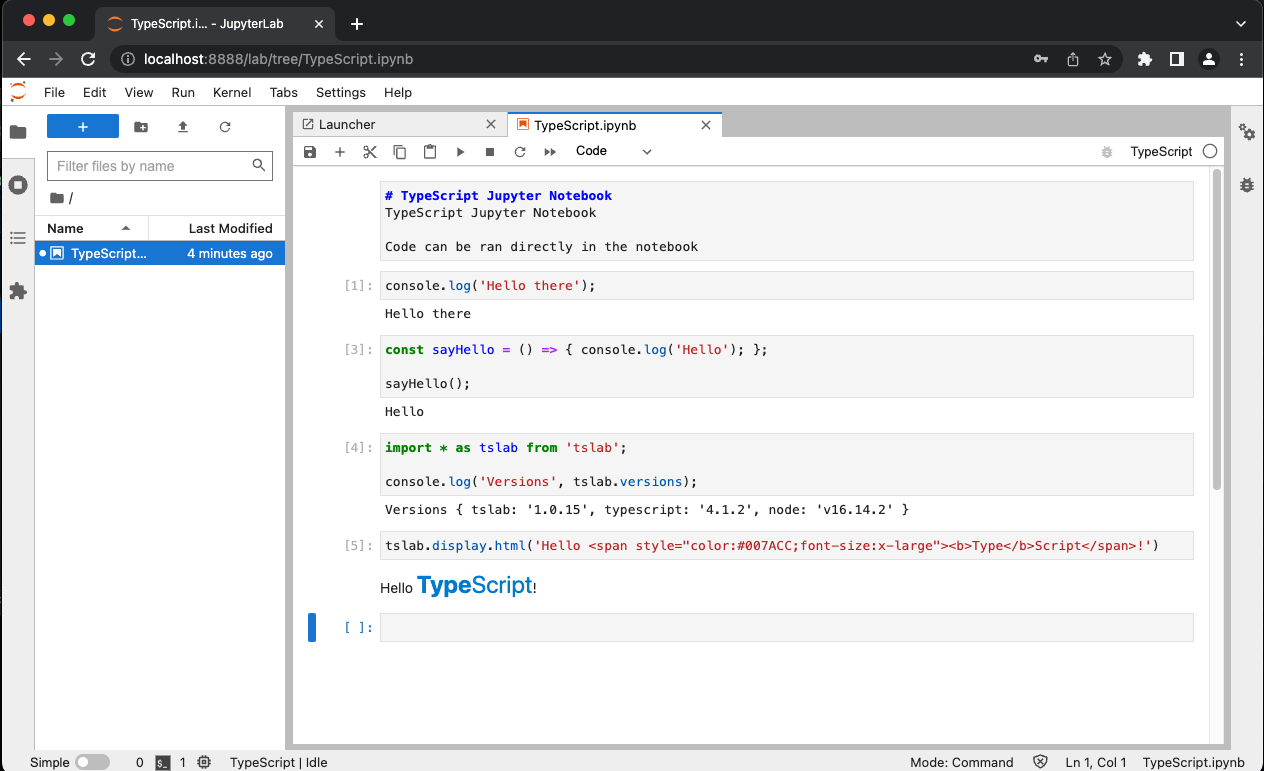 TypeScript.i... - JupyterLab
localhost:8888/lab/tree/TypeScript.ipynb
File Edit View Run Kernel Tabs Settings Help
Filter files by name
/
Name Last Modified
TypeScript... 4 minutes ago
Launcher
TypeScript.ipynb
Code
TypeScript
# TypeScript Jupyter Notebook
TypeScript Jupyter Notebook
Code can be ran directly in the notebook
[1]: console.log('Hello there');
Hello there
[3]: const sayHello = () => { console.log('Hello'); };
sayHello();
Hello
[4]: import * as tslab from 'tslab';
console.log('Versions', tslab.versions);
Versions { tslab: '1.0.15', typescript: '4.1.2', node: 'v16.14.2' }
[5]: tslab.display.html('Hello <span style="color:#007ACC;font-size:x-large"><b>Type</b>Script</span>!')
Hello TypeScript!
[ ]:
Simple 0 $_ 1 TypeScript | Idle Mode: Command Ln 1, Col 1 TypeScript.ipynb